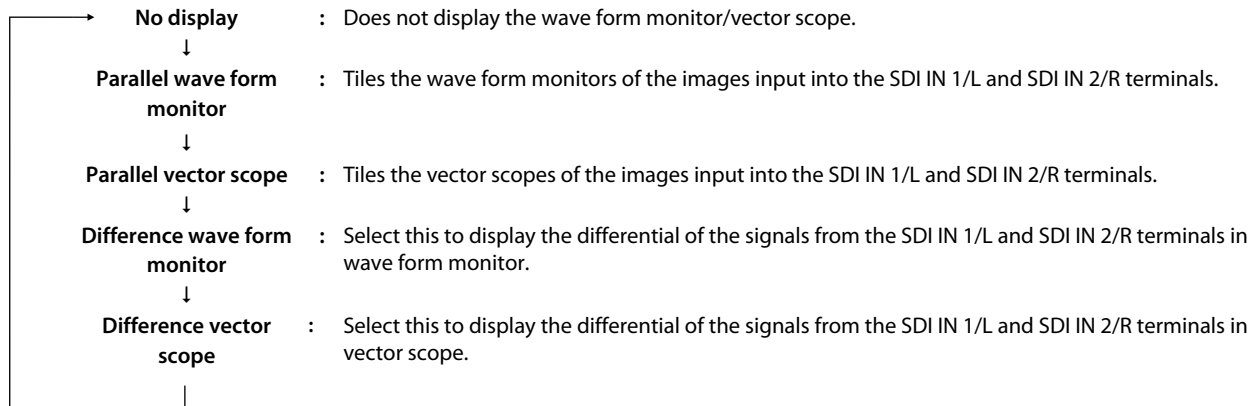 No display : Does not display the wave form monitor/vector scope.
↓
Parallel wave form : Tiles the wave form monitors of the images input into the SDI IN 1/L and SDI IN 2/R terminals.
monitor
↓
Parallel vector scope : Tiles the vector scopes of the images input into the SDI IN 1/L and SDI IN 2/R terminals.
↓
Difference wave form : Select this to display the differential of the signals from the SDI IN 1/L and SDI IN 2/R terminals in
monitor wave form monitor.
↓
Difference vector : Select this to display the differential of the signals from the SDI IN 1/L and SDI IN 2/R terminals in
scope vector scope.